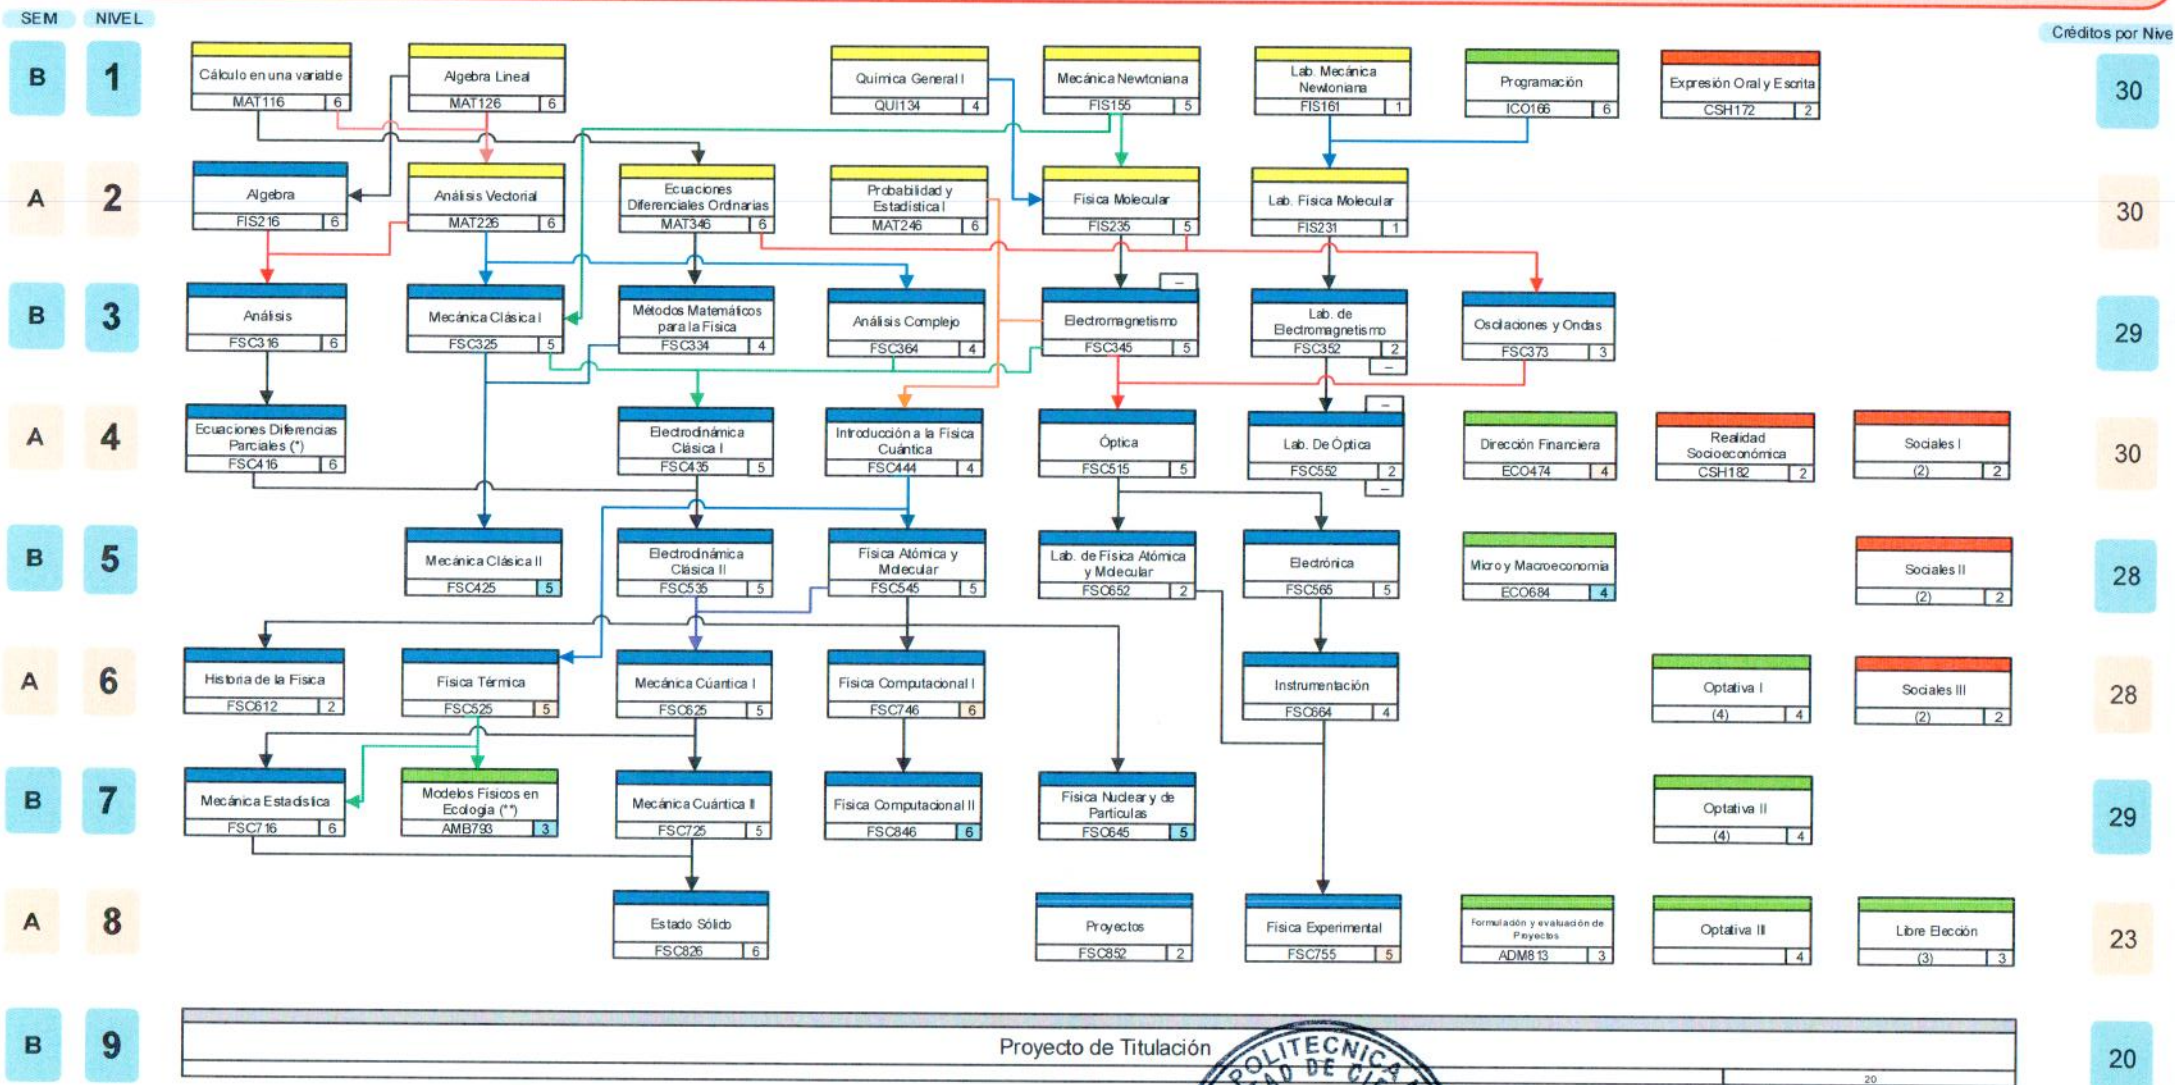 SEM NIVEL
Créditos por Nive
B 1
Cálculo en una variable
MAT116 6
Algebra Lineal
MAT126 6
Química General I
QUI134 4
Mecánica Newtoniana
FIS155 5
Lab. Mecánica
Newtoniana
FIS161 1
Programación
ICO166 6
Expresión Oral y Escrita
CSH172 2
30
A 2
Algebra
FIS216 6
Análisis Vectorial
MAT226 6
Ecuaciones
Diferenciales Ordinarias
MAT346 6
Probabilidad y
Estadística I
MAT246 6
Física Molecular
FIS235 5
Lab. Física Molecular
FIS231 1
30
B 3
Análisis
FSC316 6
Mecánica Clásica I
FSC325 5
Métodos Matemáticos
para la Física
FSC334 4
Análisis Complejo
FSC364 4
–
Electromagnetismo
FSC345 5
Lab. de
Electromagnetismo
FSC352 2
–
Oscilaciones y Ondas
FSC373 3
29
A 4
Ecuaciones Diferencias
Parciales (*)
FSC416 6
Electrodinámica
Clásica I
FSC435 5
Introducción a la Física
Cuántica
FSC444 4
Óptica
FSC515 5
–
Lab. De Óptica
FSC552 2
–
Dirección Financiera
ECO474 4
Realidad
Socioeconómica
CSH182 2
Sociales I
(2) 2
30
B 5
Mecánica Clásica II
FSC425 5
Electrodinámica
Clásica II
FSC535 5
Física Atómica y
Molecular
FSC545 5
Lab. de Física Atómica
y Molecular
FSC652 2
Electrónica
FSC565 5
Micro y Macroeconomía
ECO684 4
Sociales II
(2) 2
28
A 6
Historia de la Física
FSC612 2
Física Térmica
FSC525 5
Mecánica Cúantica I
FSC625 5
Física Computacional I
FSC746 6
Instrumentación
FSC664 4
Optativa I
(4) 4
Sociales III
(2) 2
28
B 7
Mecánica Estadística
FSC716 6
Modelos Físicos en
Ecología (**)
AMB793 3
Mecánica Cuántica II
FSC725 5
Física Computacional II
FSC846 6
Física Nuclear y de
Partículas
FSC645 5
Optativa II
(4) 4
29
A 8
Estado Sólido
FSC826 6
Proyectos
FSC852 2
Física Experimental
FSC755 5
Formulación y evaluación de
Proyectos
ADM813 3
Optativa III
4
Libre Elección
(3) 3
23
B 9
Proyecto de Titulación
20
20
POLITECNICA